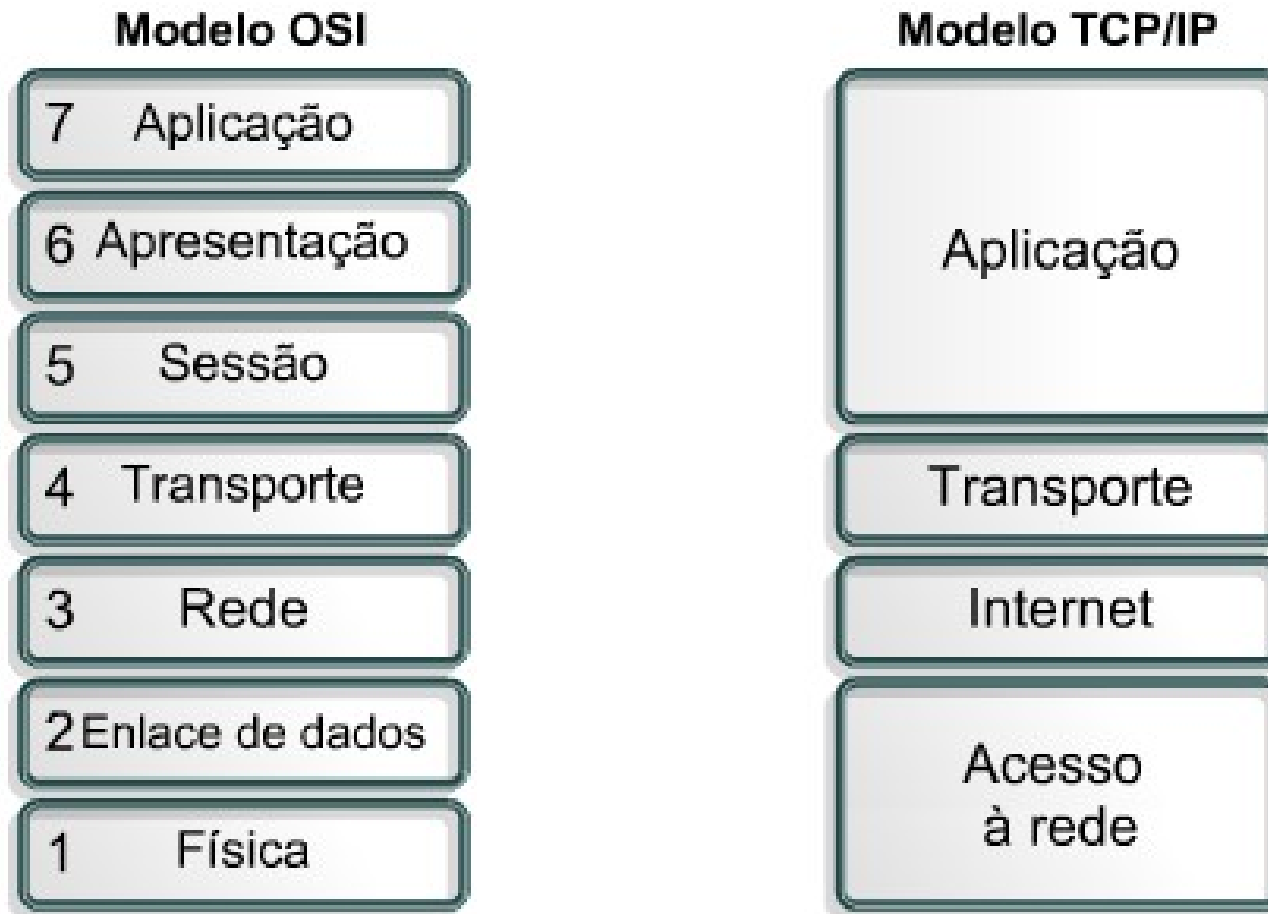 Modelo OSI
7 Aplicação
6 Apresentação
5 Sessão
4 Transporte
3 Rede
2 Enlace de dados
1 Física
Modelo TCP/IP
Aplicação
Transporte
Internet
Acesso
à rede